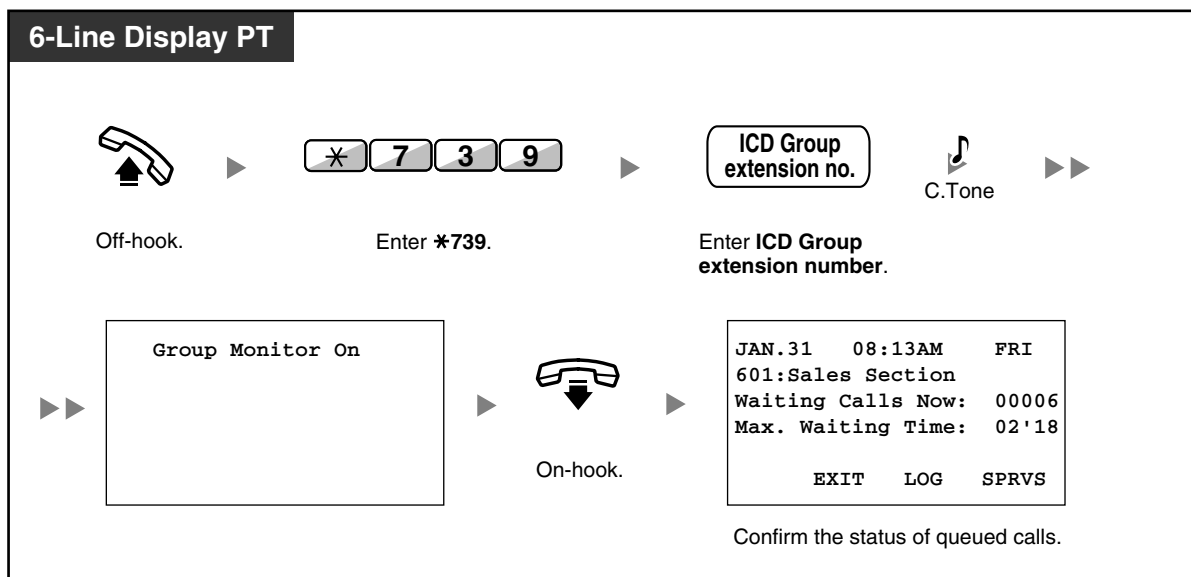 6-Line Display PT
✳ 7 3 9
ICD Group
extension no.
C.Tone
Off-hook.
Enter ✳739.
Enter ICD Group
extension number.
Group Monitor On
On-hook.
JAN.31 08:13AM FRI
601:Sales Section
Waiting Calls Now: 00006
Max. Waiting Time: 02'18
EXIT LOG SPRVS
Confirm the status of queued calls.